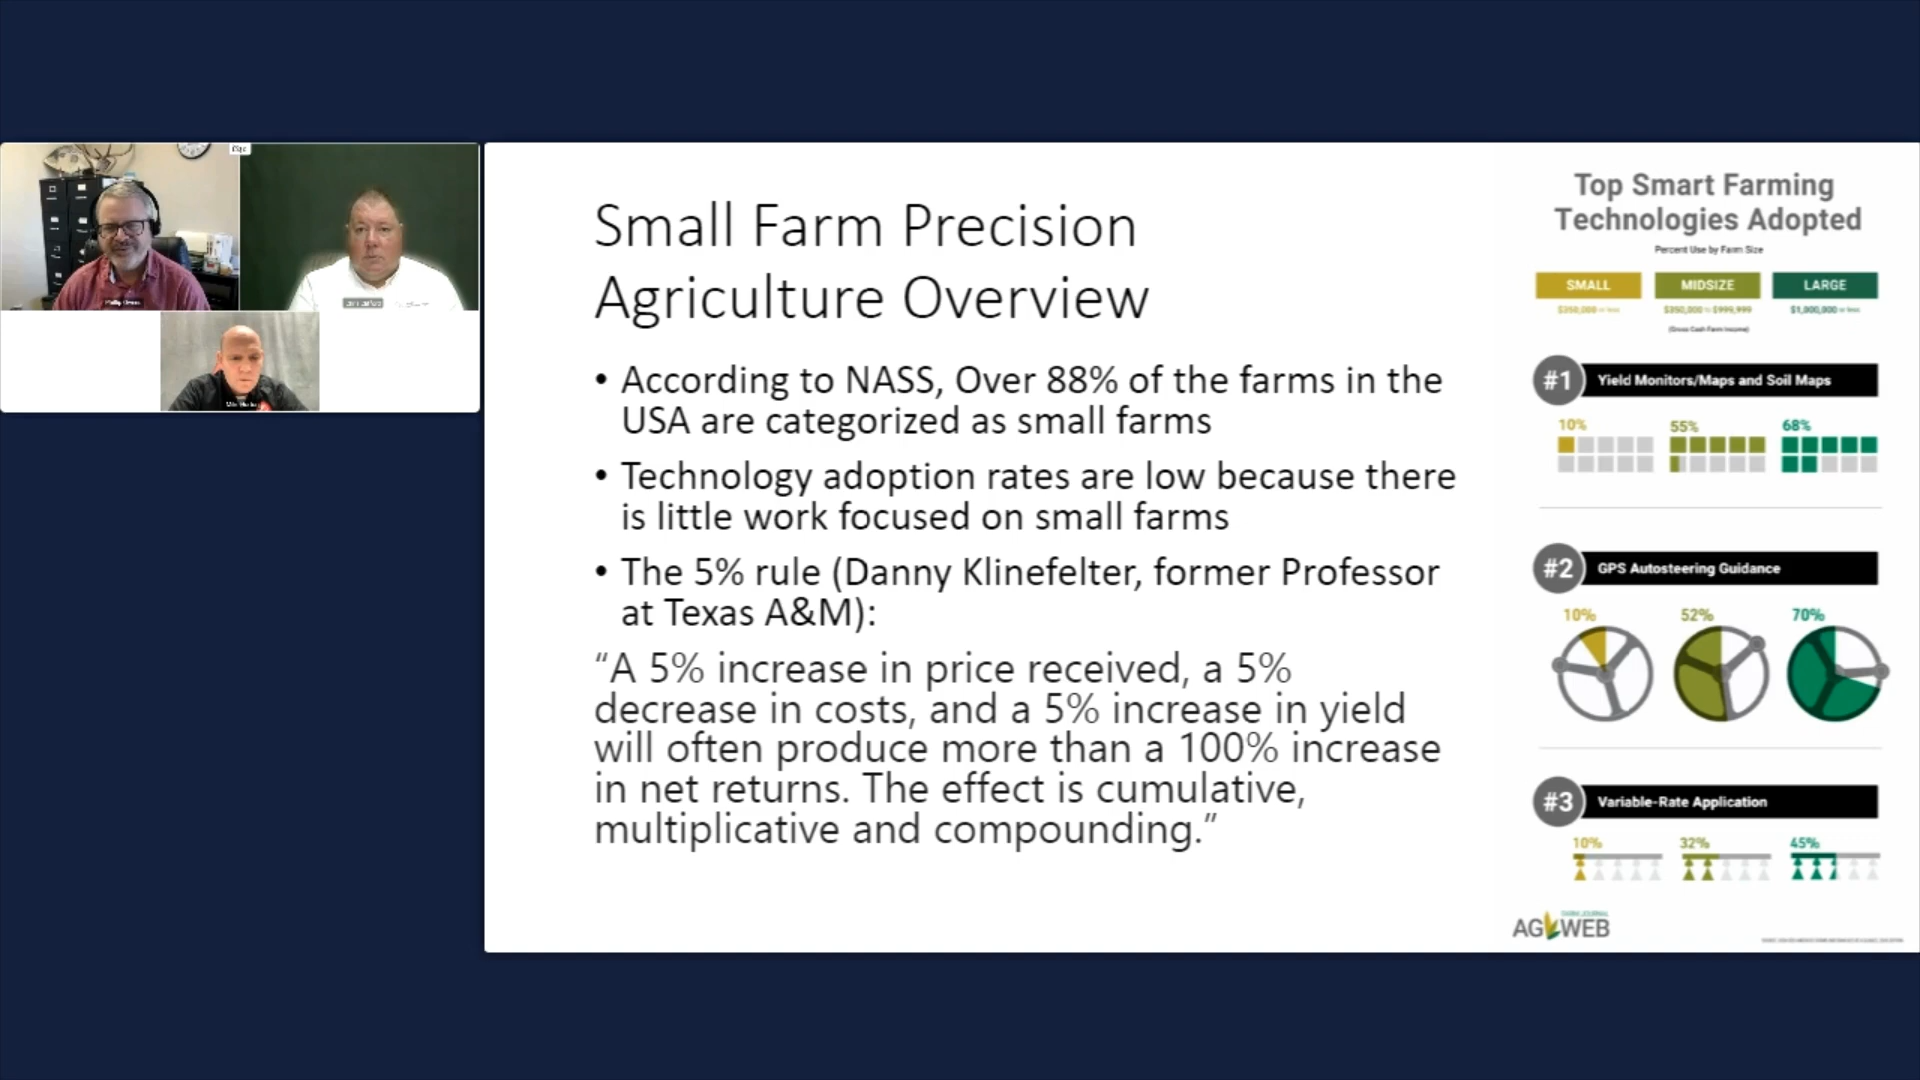 Small Farm Precision
Agriculture Overview
• According to NASS, Over 88% of the farms in the
USA are categorized as small farms
• Technology adoption rates are low because there
is little work focused on small farms
• The 5% rule (Danny Klinefelter, former Professor
at Texas A&M):
“A 5% increase in price received, a 5%
decrease in costs, and a 5% increase in yield
will often produce more than a 100% increase
in net returns. The effect is cumulative,
multiplicative and compounding.”
Top Smart Farming
Technologies Adopted
Percent Use by Farm Size
SMALL MIDSIZE LARGE
$350,000 or less $350,000 to $999,999 $1,000,000 or less
(Gross Cash Farm Income)
#1 Yield Monitors/Maps and Soil Maps
10% 55% 68%
#2 GPS Autosteering Guidance
10% 52% 70%
#3 Variable-Rate Application
10% 32% 45%
FARM JOURNAL
AG WEB
Phillip Owens